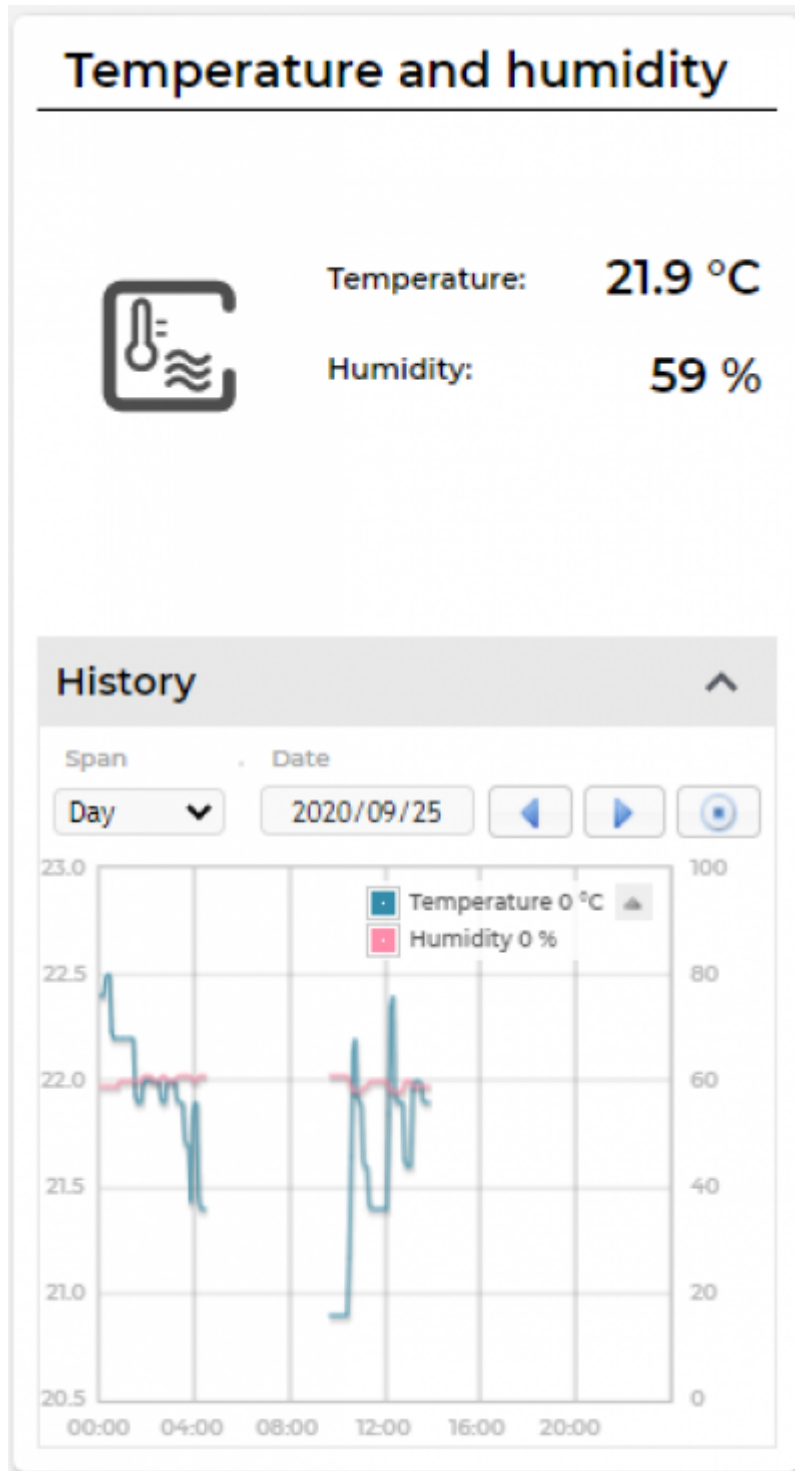 Temperature and humidity
Temperature: 21.9 °C
Humidity: 59 %
History
Span . Date
Day 2020/09/25
23.0 100
Temperature 0 °C
Humidity 0 %
22.5 80
22.0 60
21.5 40
21.0 20
20.5 0
00:00 04:00 08:00 12:00 16:00 20:00